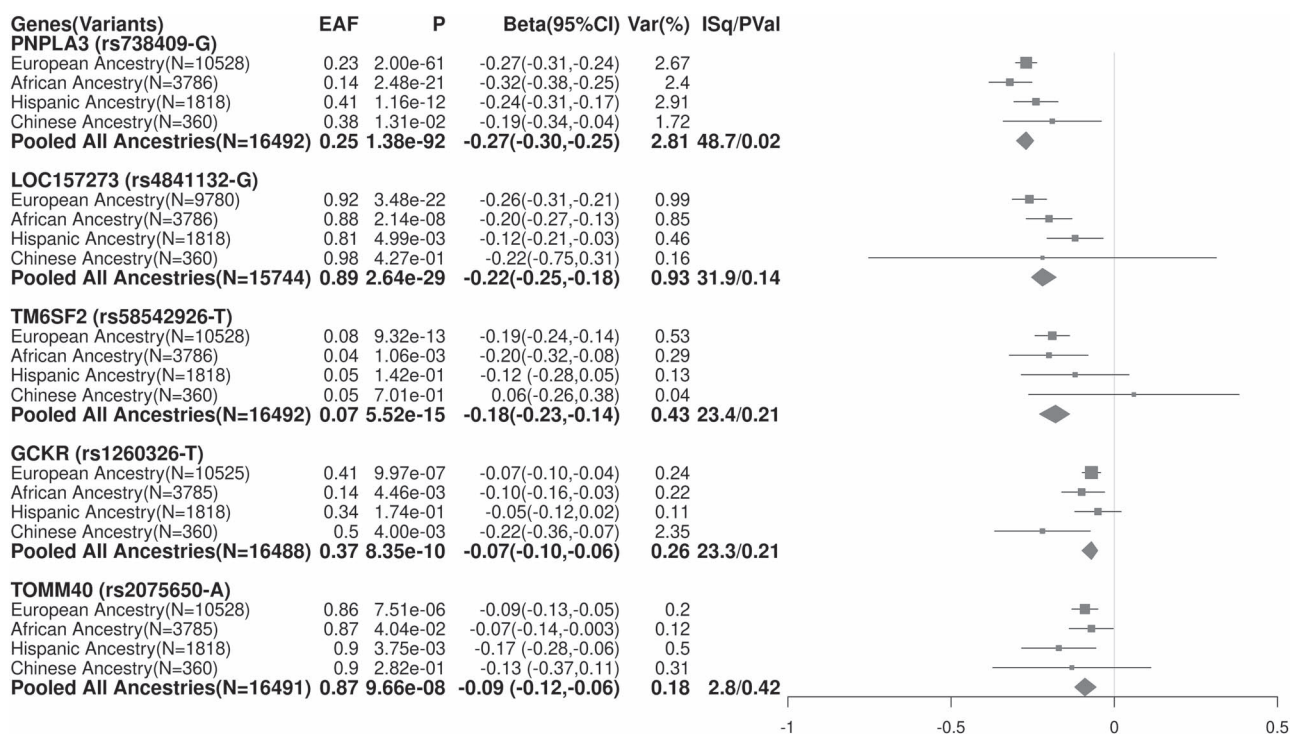 Genes(Variants) EAF P Beta(95%CI) Var(%) ISq/PVal
PNPLA3 (rs738409-G)
European Ancestry(N=10528) 0.23 2.00e-61 -0.27(-0.31,-0.24) 2.67
African Ancestry(N=3786) 0.14 2.48e-21 -0.32(-0.38,-0.25) 2.4
Hispanic Ancestry(N=1818) 0.41 1.16e-12 -0.24(-0.31,-0.17) 2.91
Chinese Ancestry(N=360) 0.38 1.31e-02 -0.19(-0.34,-0.04) 1.72
Pooled All Ancestries(N=16492) 0.25 1.38e-92 -0.27(-0.30,-0.25) 2.81 48.7/0.02
LOC157273 (rs4841132-G)
European Ancestry(N=9780) 0.92 3.48e-22 -0.26(-0.31,-0.21) 0.99
African Ancestry(N=3786) 0.88 2.14e-08 -0.20(-0.27,-0.13) 0.85
Hispanic Ancestry(N=1818) 0.81 4.99e-03 -0.12(-0.21,-0.03) 0.46
Chinese Ancestry(N=360) 0.98 4.27e-01 -0.22(-0.75,0.31) 0.16
Pooled All Ancestries(N=15744) 0.89 2.64e-29 -0.22(-0.25,-0.18) 0.93 31.9/0.14
TM6SF2 (rs58542926-T)
European Ancestry(N=10528) 0.08 9.32e-13 -0.19(-0.24,-0.14) 0.53
African Ancestry(N=3786) 0.04 1.06e-03 -0.20(-0.32,-0.08) 0.29
Hispanic Ancestry(N=1818) 0.05 1.42e-01 -0.12 (-0.28,0.05) 0.13
Chinese Ancestry(N=360) 0.05 7.01e-01 0.06(-0.26,0.38) 0.04
Pooled All Ancestries(N=16492) 0.07 5.52e-15 -0.18(-0.23,-0.14) 0.43 23.4/0.21
GCKR (rs1260326-T)
European Ancestry(N=10525) 0.41 9.97e-07 -0.07(-0.10,-0.04) 0.24
African Ancestry(N=3785) 0.14 4.46e-03 -0.10(-0.16,-0.03) 0.22
Hispanic Ancestry(N=1818) 0.34 1.74e-01 -0.05(-0.12,0.02) 0.11
Chinese Ancestry(N=360) 0.5 4.00e-03 -0.22(-0.36,-0.07) 2.35
Pooled All Ancestries(N=16488) 0.37 8.35e-10 -0.07(-0.10,-0.06) 0.26 23.3/0.21
TOMM40 (rs2075650-A)
European Ancestry(N=10528) 0.86 7.51e-06 -0.09(-0.13,-0.05) 0.2
African Ancestry(N=3785) 0.87 4.04e-02 -0.07(-0.14,-0.003) 0.12
Hispanic Ancestry(N=1818) 0.9 3.75e-03 -0.17 (-0.28,-0.06) 0.5
Chinese Ancestry(N=360) 0.9 2.82e-01 -0.13 (-0.37,0.11) 0.31
Pooled All Ancestries(N=16491) 0.87 9.66e-08 -0.09 (-0.12,-0.06) 0.18 2.8/0.42
-1 -0.5 0 0.5